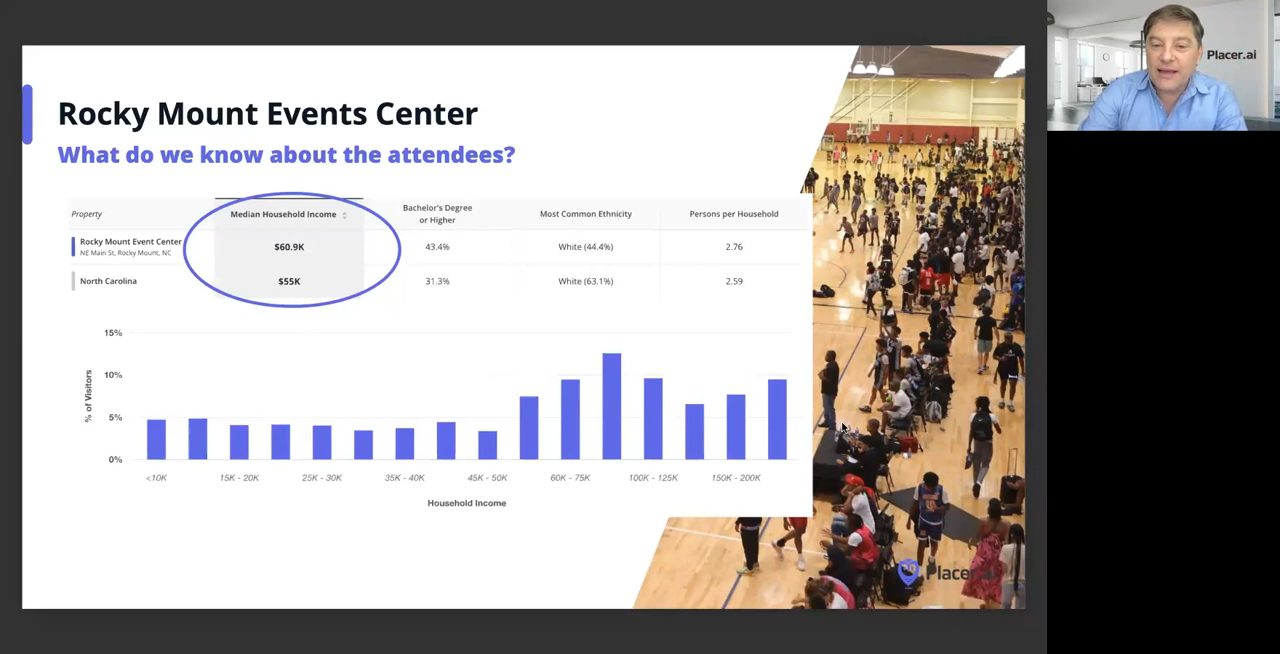 Rocky Mount Events Center
What do we know about the attendees?
Property
Median Household Income
Bachelor's Degree
or Higher
Most Common Ethnicity
Persons per Household
Rocky Mount Event Center
NE Main St, Rocky Mount, NC
$60.9K
43.4%
White (44.4%)
2.76
North Carolina
$55K
31.3%
White (63.1%)
2.59
15%
10%
5%
0%
% of Visitors
<10K
15K - 20K
25K - 30K
35K - 40K
45K - 50K
60K - 75K
100K - 125K
150K - 200K
Household Income
Placer.ai
Placer.ai